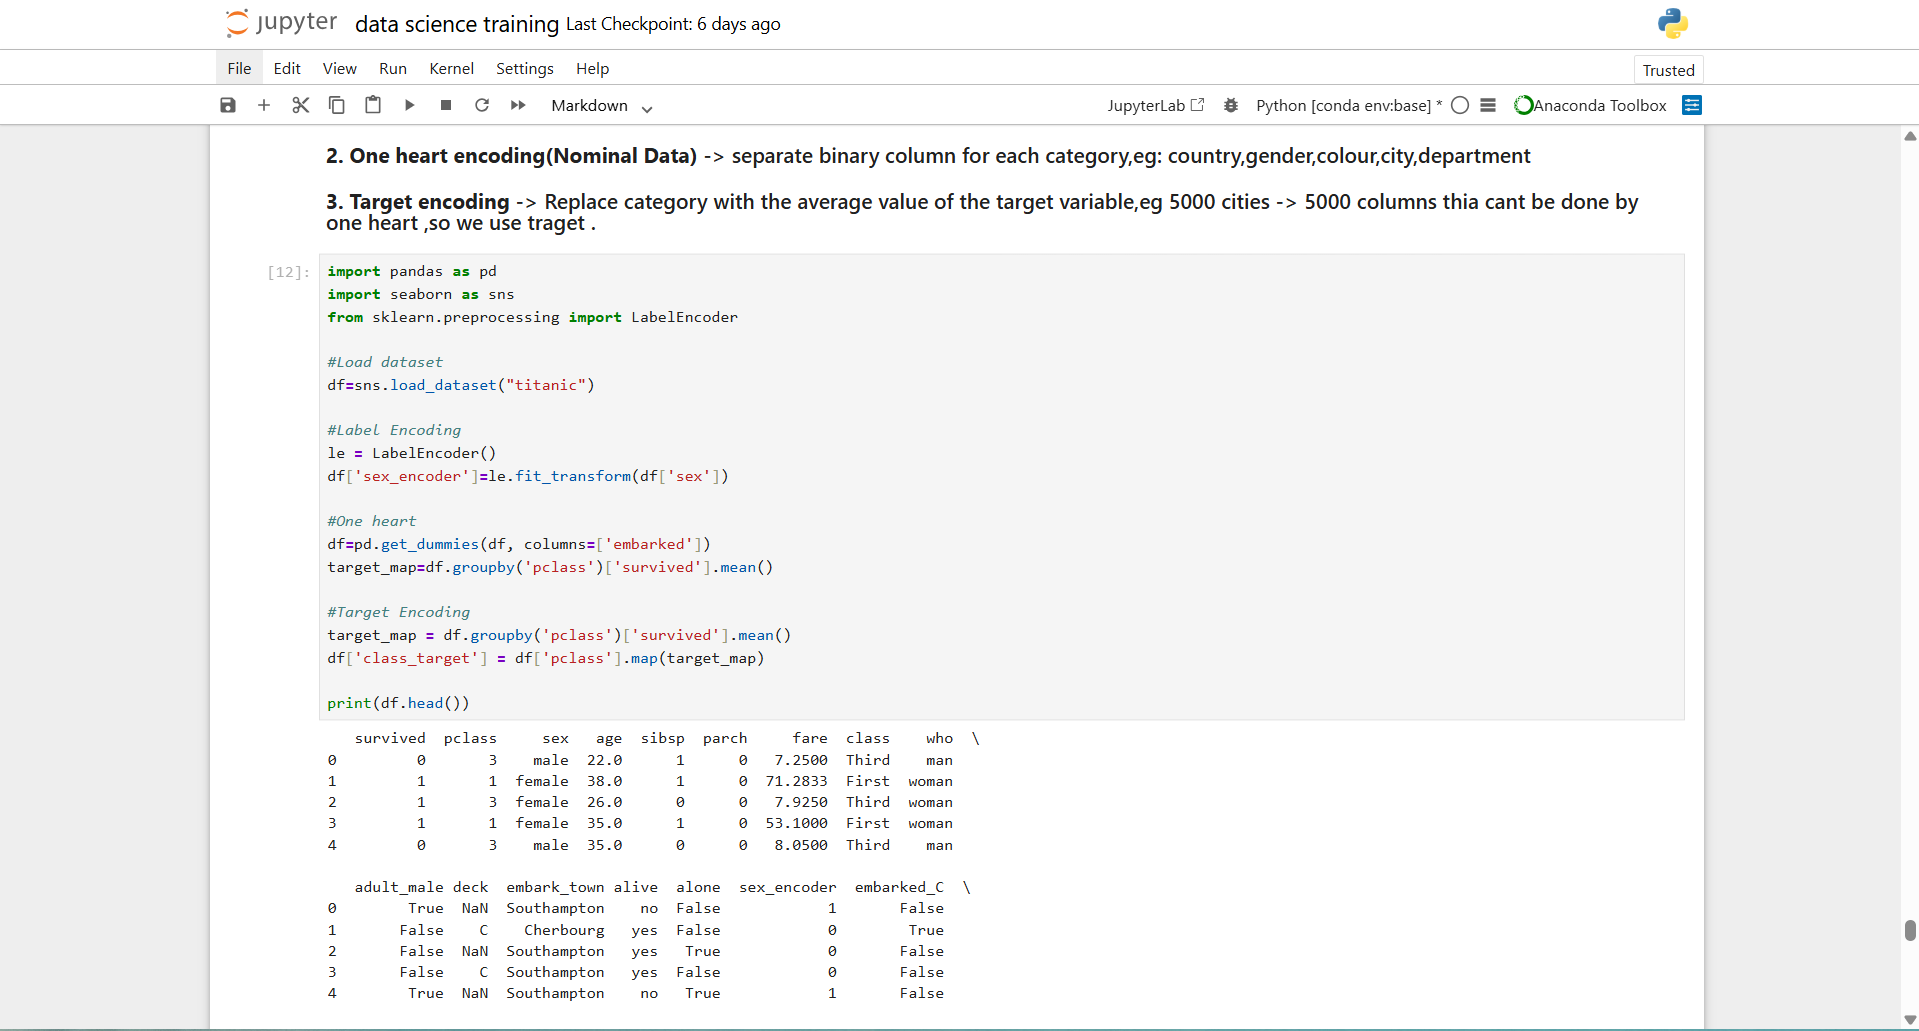 jupyter data science training Last Checkpoint: 6 days ago
File Edit View Run Kernel Settings Help Trusted
Markdown JupyterLab Python [conda env:base] * Anaconda Toolbox
2. One heart encoding(Nominal Data) -> separate binary column for each category,eg: country,gender,colour,city,department
3. Target encoding -> Replace category with the average value of the target variable,eg 5000 cities -> 5000 columns thia cant be done by
one heart ,so we use traget .
[12]:
import pandas as pd
import seaborn as sns
from sklearn.preprocessing import LabelEncoder
#Load dataset
df=sns.load_dataset("titanic")
#Label Encoding
le = LabelEncoder()
df['sex_encoder']=le.fit_transform(df['sex'])
#One heart
df=pd.get_dummies(df, columns=['embarked'])
target_map=df.groupby('pclass')['survived'].mean()
#Target Encoding
target_map = df.groupby('pclass')['survived'].mean()
df['class_target'] = df['pclass'].map(target_map)
print(df.head())
survived pclass sex age sibsp parch fare class who \
0 0 3 male 22.0 1 0 7.2500 Third man
1 1 1 female 38.0 1 0 71.2833 First woman
2 1 3 female 26.0 0 0 7.9250 Third woman
3 1 1 female 35.0 1 0 53.1000 First woman
4 0 3 male 35.0 0 0 8.0500 Third man
adult_male deck embark_town alive alone sex_encoder embarked_C \
0 True NaN Southampton no False 1 False
1 False C Cherbourg yes False 0 True
2 False NaN Southampton yes True 0 False
3 False C Southampton yes False 0 False
4 True NaN Southampton no True 1 False